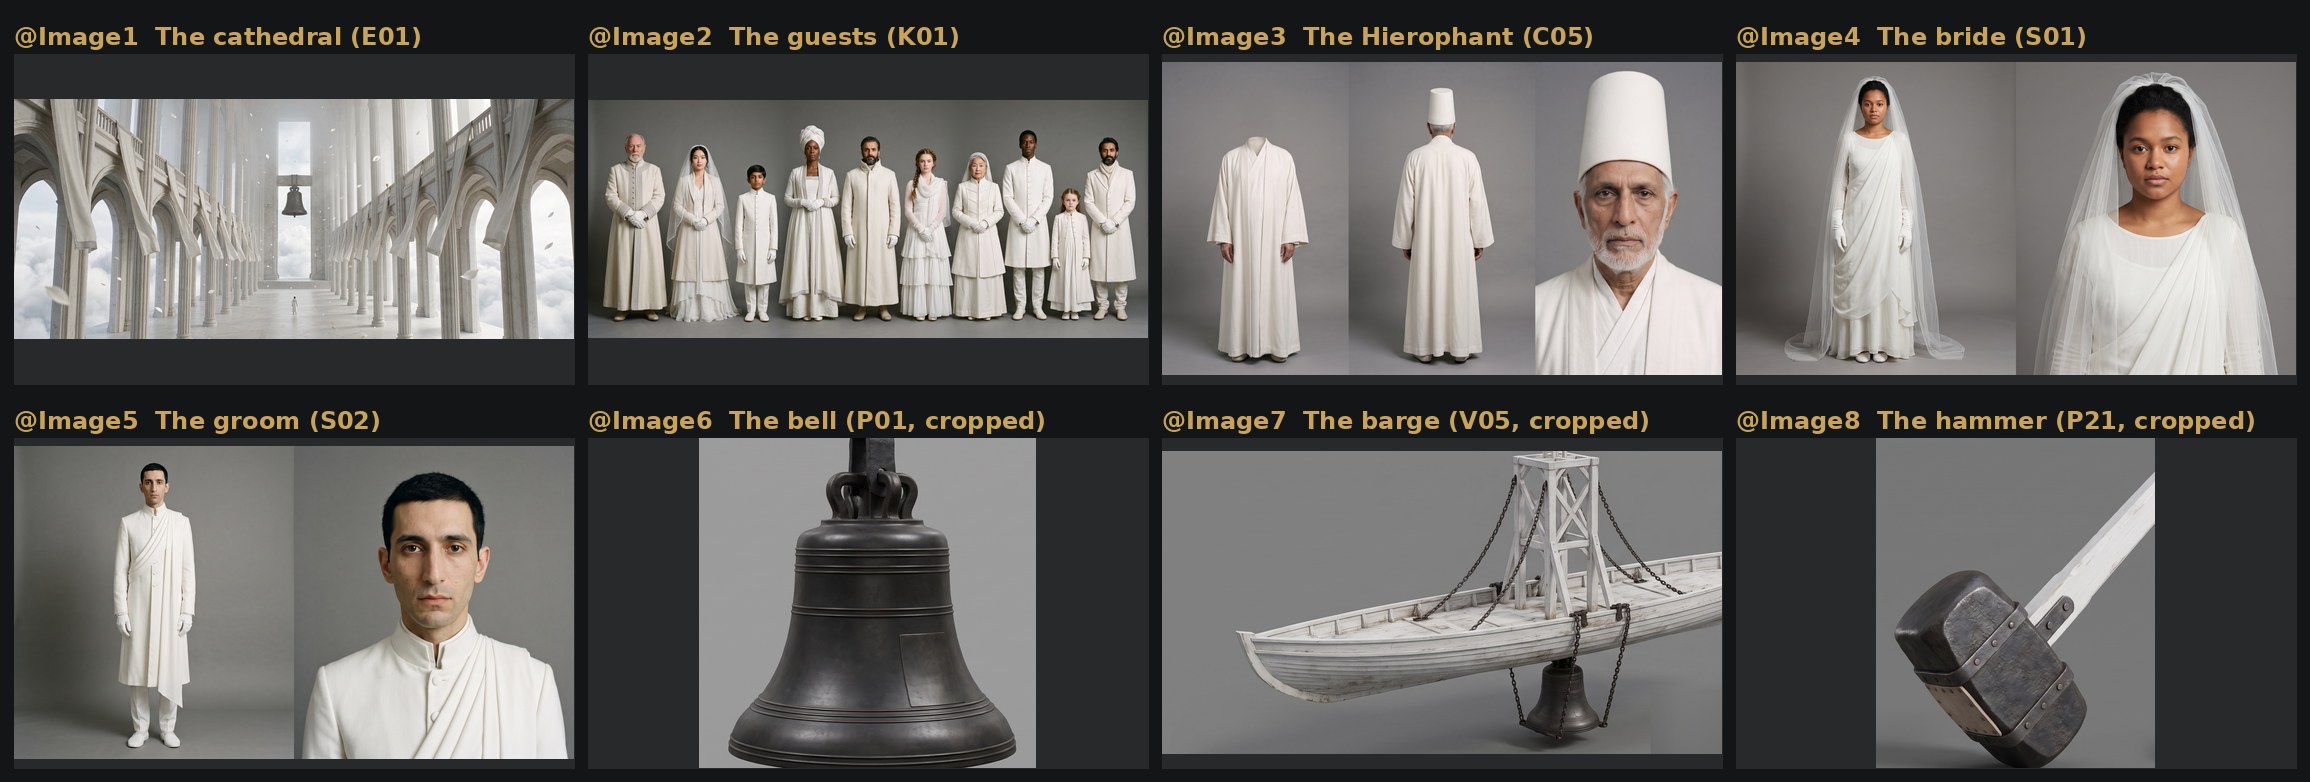 @Image1  The cathedral (E01)
@Image2  The guests (K01)
@Image3  The Hierophant (C05)
@Image4  The bride (S01)
@Image5  The groom (S02)
@Image6  The bell (P01, cropped)
@Image7  The barge (V05, cropped)
@Image8  The hammer (P21, cropped)